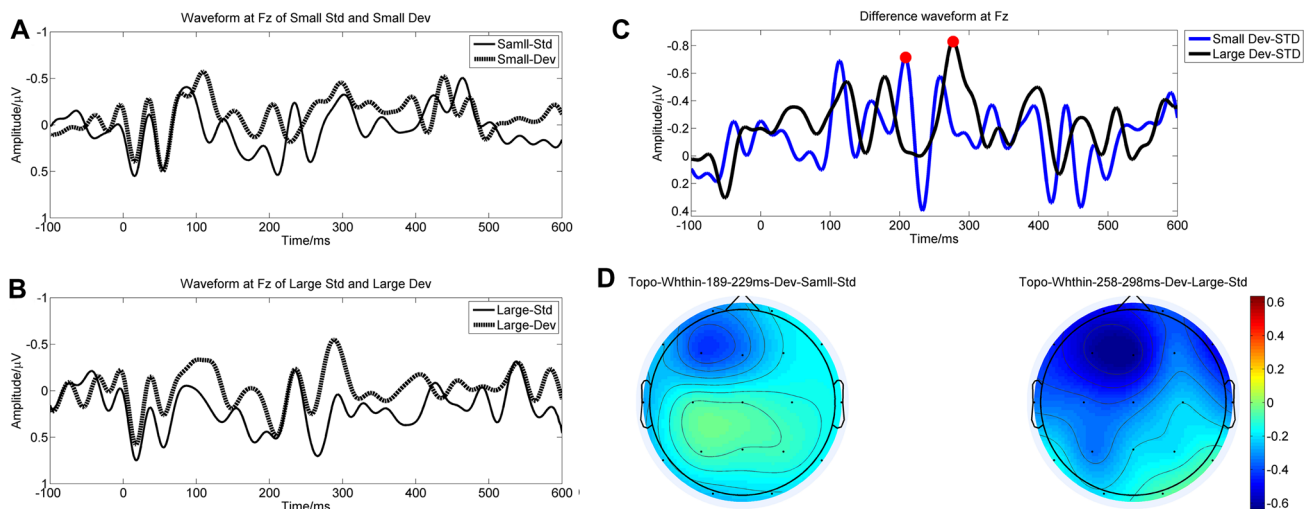 A
Waveform at Fz of Small Std and Small Dev
-1
-0.5
0
0.5
1
Amplitude/μV
Samll-Std
Small-Dev
-100 0 100 200 300 400 500 600
Time/ms
B
Waveform at Fz of Large Std and Large Dev
-1
-0.5
0
0.5
1
Amplitude/μV
Large-Std
Large-Dev
-100 0 100 200 300 400 500 600
Time/ms
C
Difference waveform at Fz
-0.8
-0.6
-0.4
-0.2
0
0.2
0.4
Amplitude/μV
Small Dev-STD
Large Dev-STD
-100 0 100 200 300 400 500 600
Time/ms
D
Topo-Whthin-189-229ms-Dev-Samll-Std
Topo-Whthin-258-298ms-Dev-Large-Std
0.6
0.4
0.2
0
-0.2
-0.4
-0.6